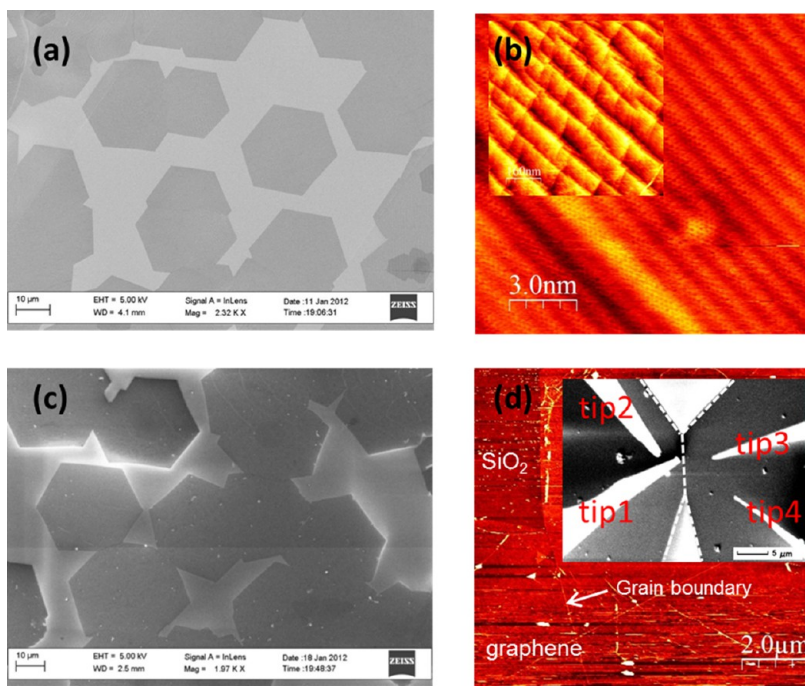 (a)
10 µm
EHT = 5.00 kV
WD = 4.1 mm
Signal A = InLens
Mag = 2.32 K X
Date :11 Jan 2012
Time :19:06:31
ZEISS
(b)
3.0nm
(c)
10 µm
EHT = 5.00 kV
WD = 2.5 mm
Signal A = InLens
Mag = 1.97 K X
Date :18 Jan 2012
Time :19:48:37
ZEISS
(d)
tip2
tip3
SiO2
tip1
tip4
5 µm
Grain boundary
graphene
2.0µm